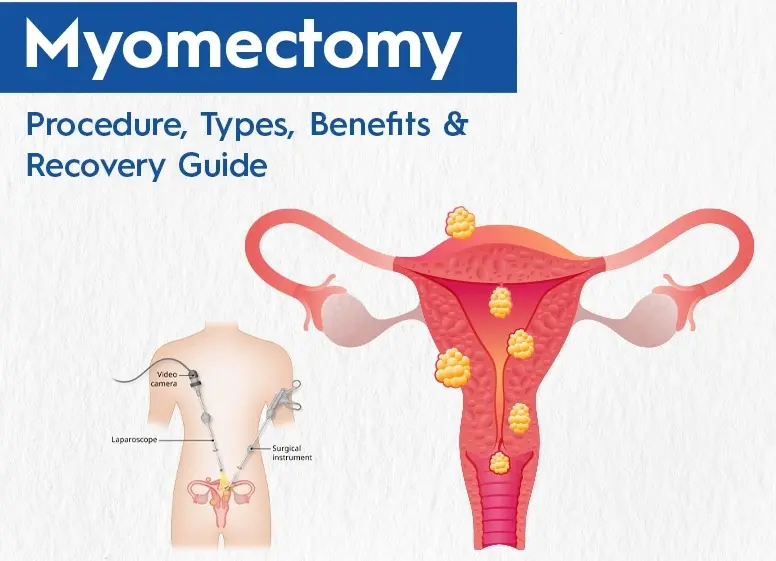 Myomectomy
Procedure, Types, Benefits &
Recovery Guide
Video
camera
Laparoscope
Surgical
instrument